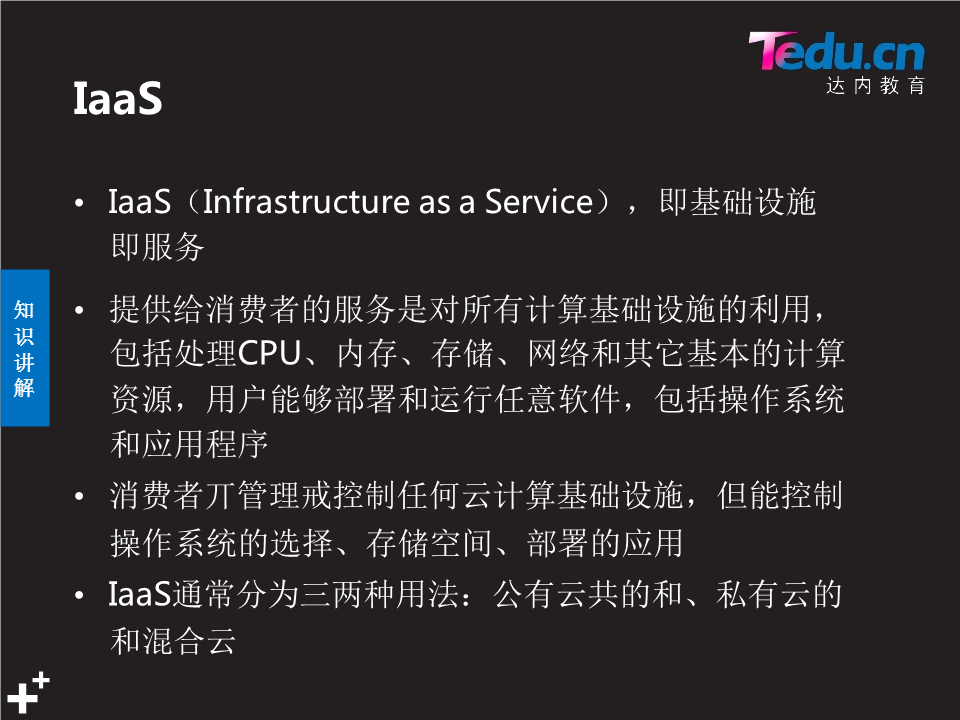 Tedu.cn
达内教育
IaaS
• IaaS（Infrastructure as a Service），即基础设施
即服务
知
识
讲
解
• 提供给消费者的服务是对所有计算基础设施的利用，
包括处理CPU、内存、存储、网络和其它基本的计算
资源，用户能够部署和运行任意软件，包括操作系统
和应用程序
• 消费者丌管理戒控制任何云计算基础设施，但能控制
操作系统的选择、存储空间、部署的应用
• IaaS通常分为三两种用法：公有云共的和、私有云的
和混合云